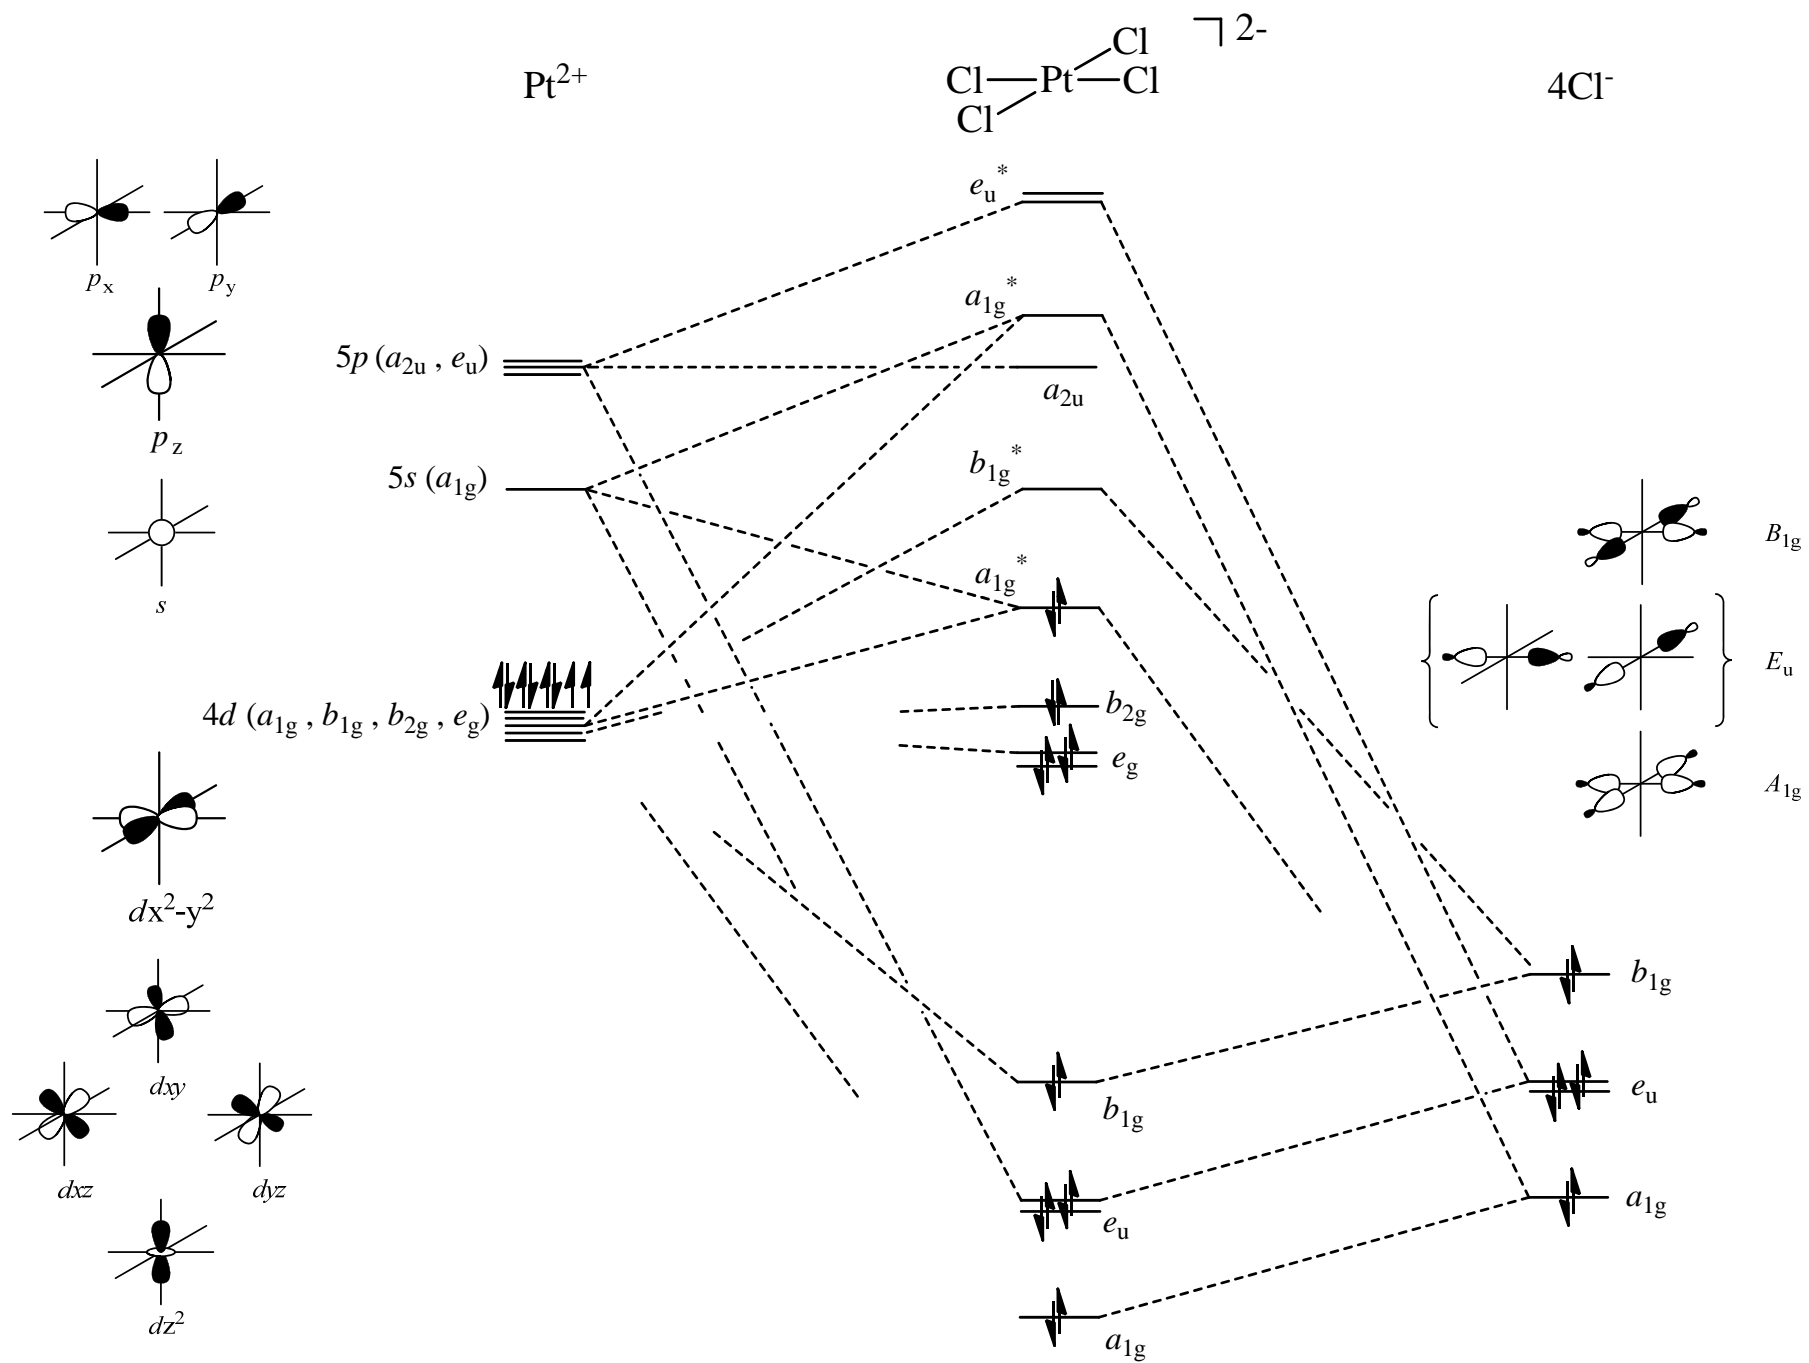 Pt2+
Cl
Cl Pt Cl
Cl
2-
4Cl-
eu*
px py
a1g*
5p (a2u , eu)
a2u
pz
b1g*
5s (a1g)
B1g
a1g*
s
Eu
b2g
4d (a1g , b1g , b2g , eg)
eg
A1g
dx2-y2
b1g
dxy
eu
b1g
dxz dyz
a1g
eu
dz2
a1g